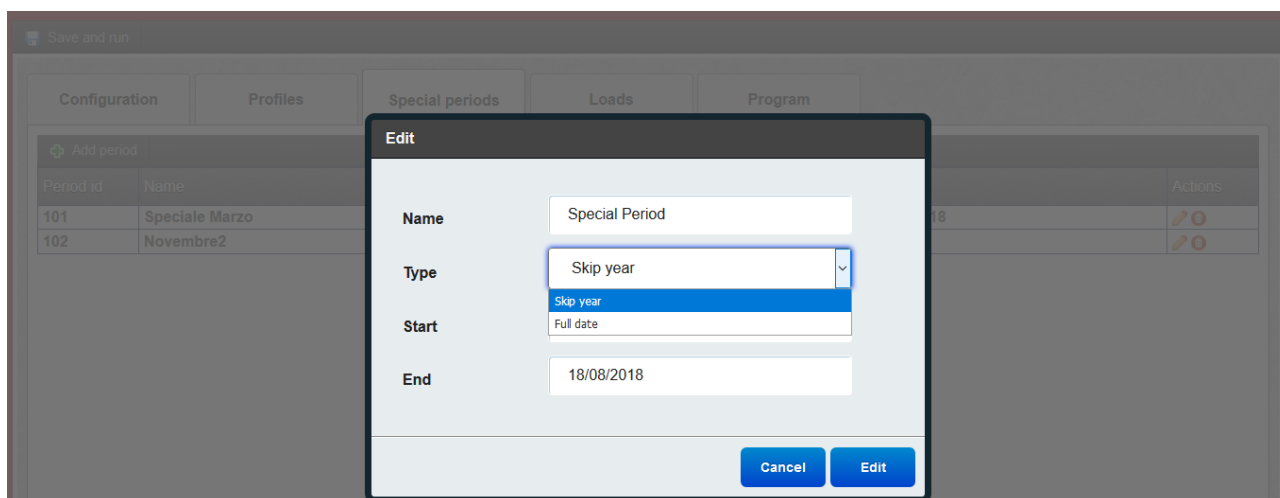 Save and run
Configuration Profiles Special periods Loads Program
Add period
Period id Name Actions
101 Speciale Marzo 18
102 Novembre2
Edit
Name Special Period
Type Skip year
Skip year
Full date
Start
End 18/08/2018
Cancel Edit